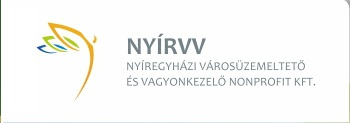 NYÍRVV
NYÍREGYHÁZI VÁROSÜZEMELTETŐ
ÉS VAGYONKEZELŐ NONPROFIT KFT.